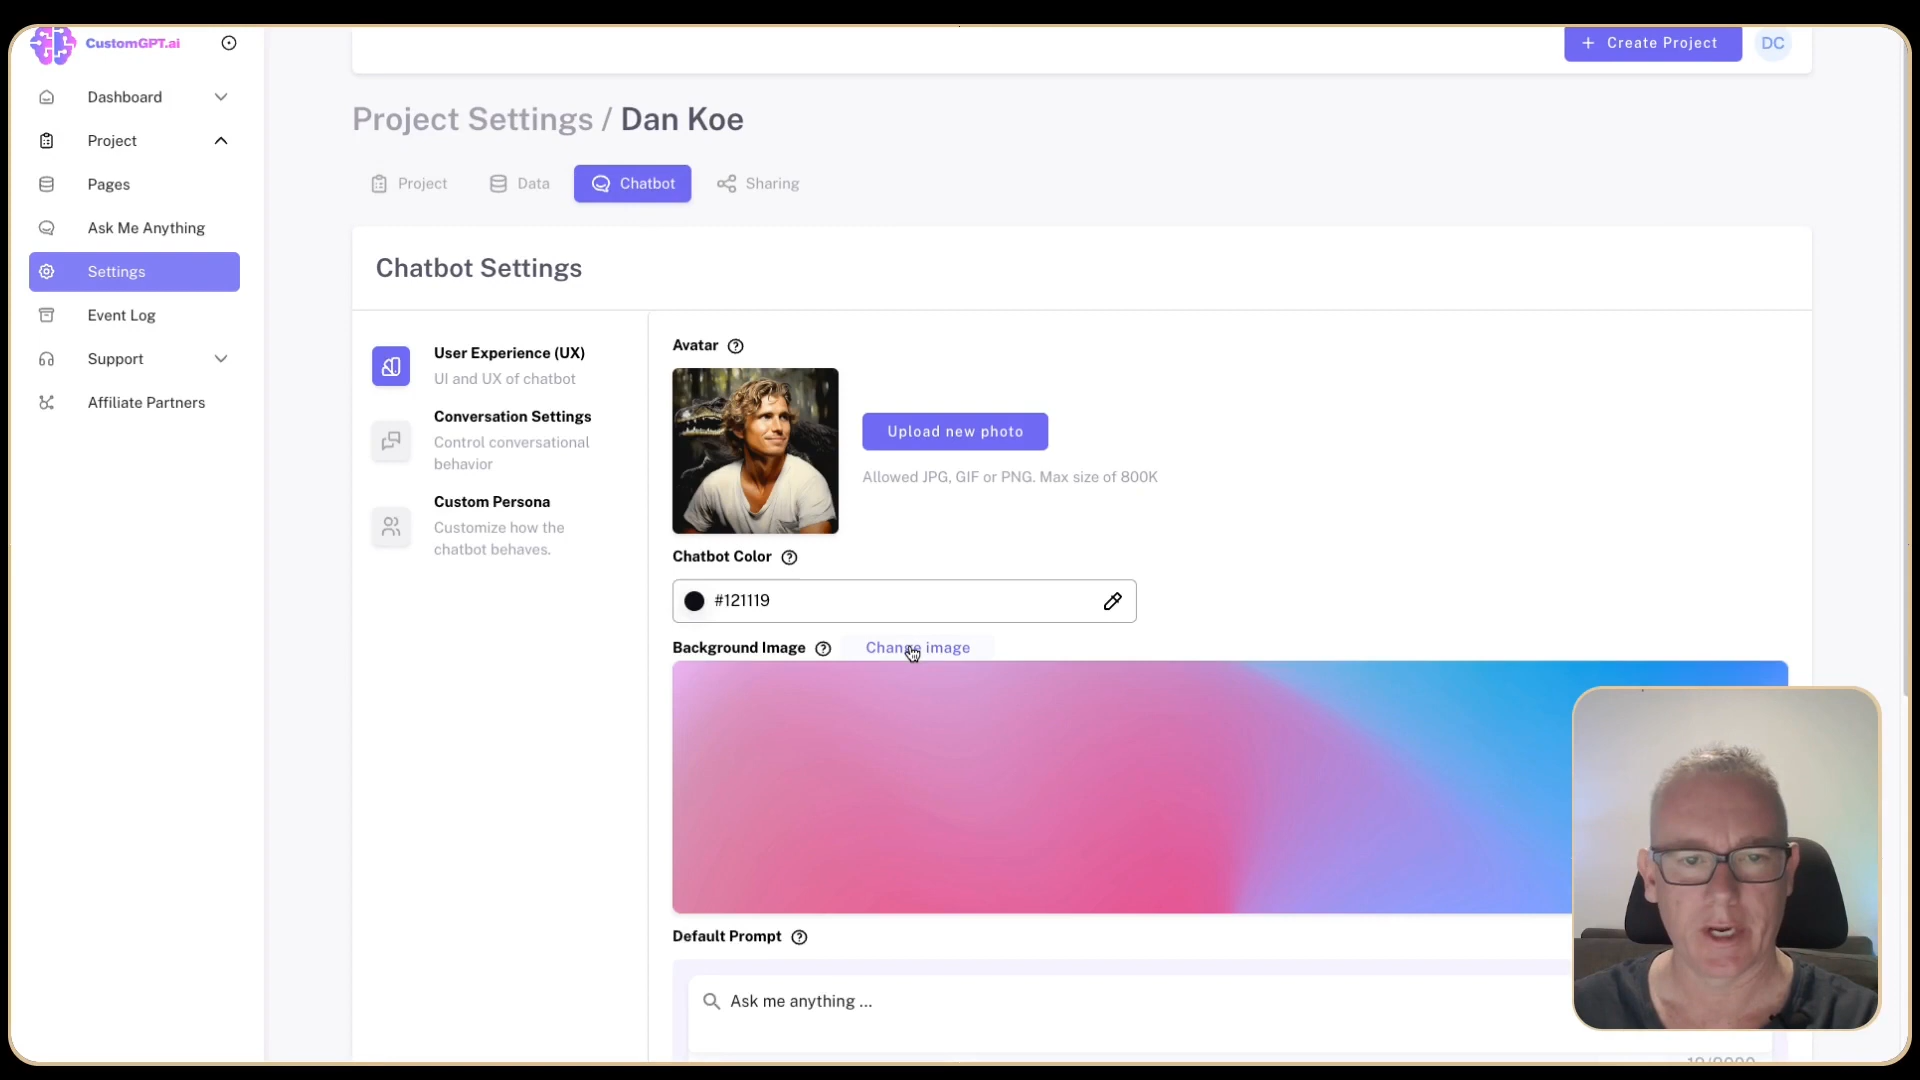 CustomGPT.ai
Dashboard
Project
Pages
Ask Me Anything
Settings
Event Log
Support
Affiliate Partners
+ Create Project
DC
Project Settings / Dan Koe
Project
Data
Chatbot
Sharing
Chatbot Settings
User Experience (UX)
UI and UX of chatbot
Conversation Settings
Control conversational
behavior
Custom Persona
Customize how the
chatbot behaves.
Avatar
Upload new photo
Allowed JPG, GIF or PNG. Max size of 800K
Chatbot Color
#121119
Background Image
Change image
Default Prompt
Ask me anything ...